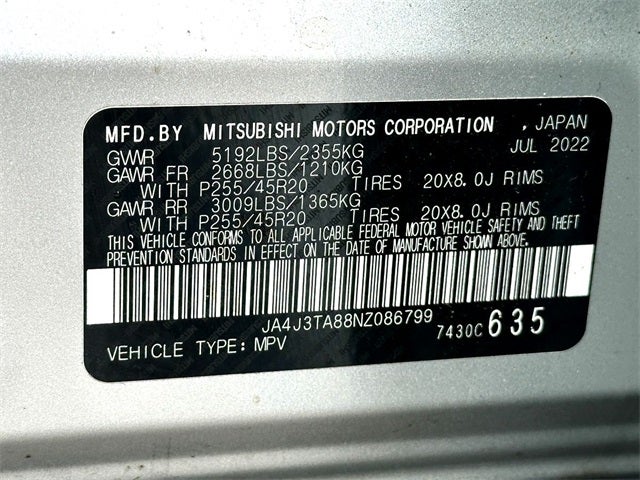 MFD.BY MITSUBISHI MOTORS CORPORATION , JAPAN
GVWR 5192LBS/2355KG JUL 2022
GAWR FR 2668LBS/1210KG
WITH P255/45R20 TIRES 20X8.0J RIMS
GAWR RR 3009LBS/1365KG
WITH P255/45R20 TIRES 20X8.0J RIMS
THIS VEHICLE CONFORMS TO ALL APPLICABLE FEDERAL MOTOR VEHICLE SAFETY AND THEFT
PREVENTION STANDARDS IN EFFECT ON THE DATE OF MANUFACTURE SHOWN ABOVE.
JA4J3TA88NZ086799 7430C 635
VEHICLE TYPE: MPV